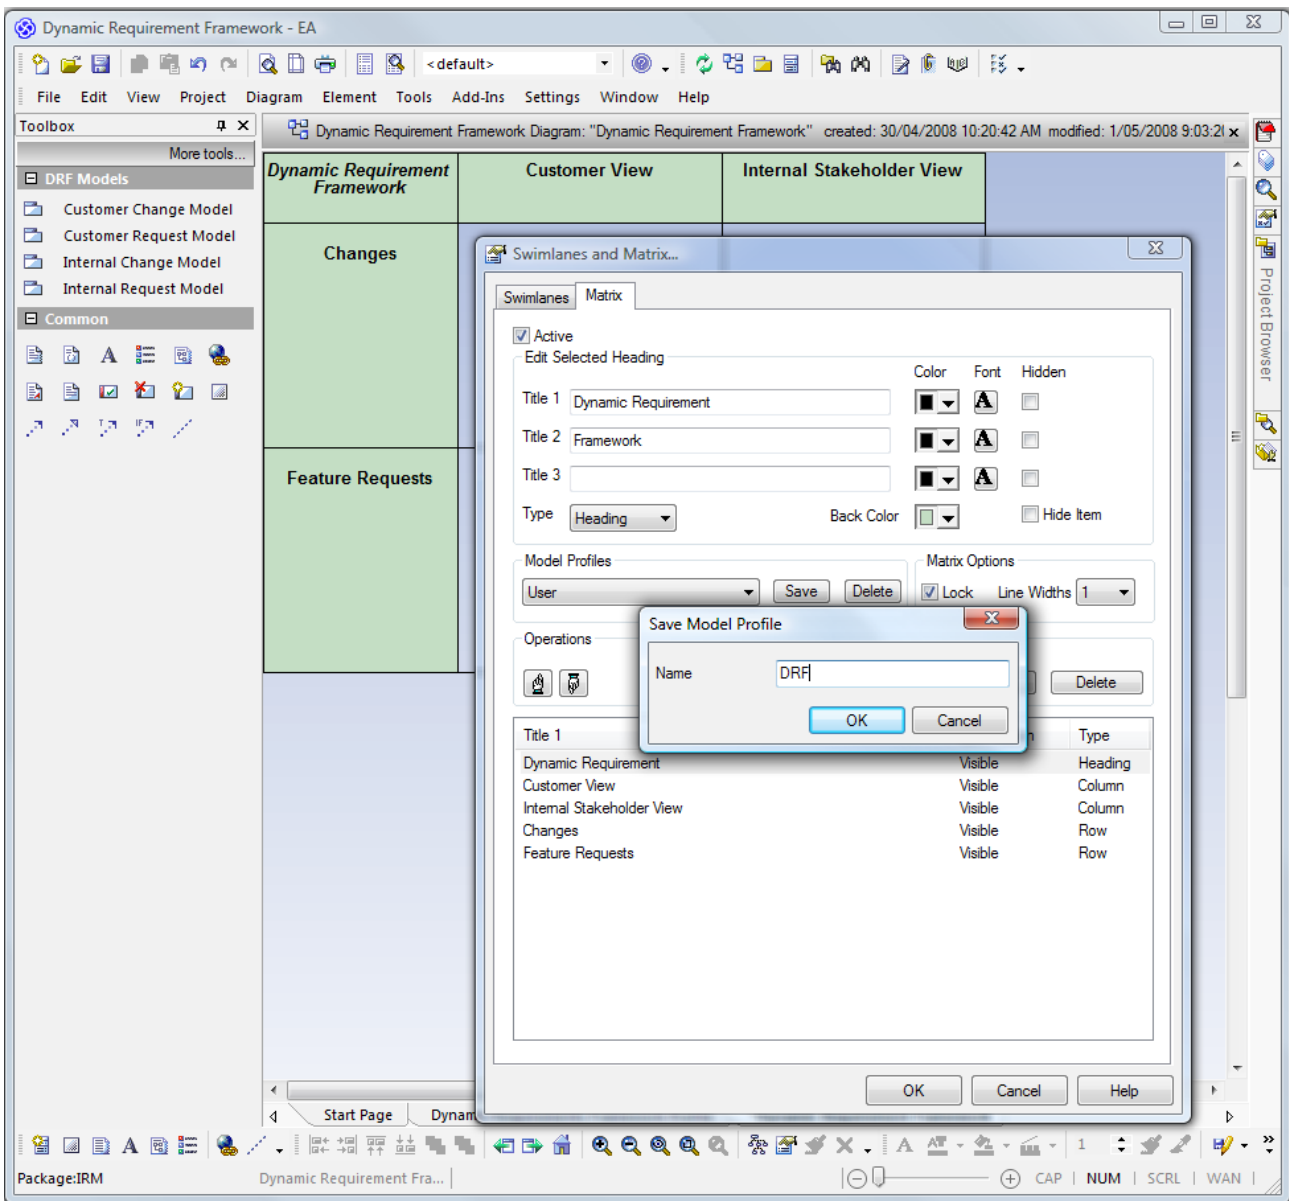 Dynamic Requirement Framework - EA
<default>
File Edit View Project Diagram Element Tools Add-Ins Settings Window Help
Toolbox
More tools...
DRF Models
Customer Change Model
Customer Request Model
Internal Change Model
Internal Request Model
Common
Dynamic Requirement Framework Diagram: "Dynamic Requirement Framework" created: 30/04/2008 10:20:42 AM modified: 1/05/2008 9:03:2
Dynamic Requirement
Framework
Customer View
Internal Stakeholder View
Changes
Feature Requests
Project Browser
Swimlanes and Matrix...
Swimlanes Matrix
Active
Edit Selected Heading
Color Font Hidden
Title 1 Dynamic Requirement
Title 2 Framework
Title 3
Type Heading Back Color Hide Item
Model Profiles
User Save Delete
Matrix Options
Lock Line Widths 1
Operations
Delete
Save Model Profile
Name DRF
OK Cancel
Title 1 Type
Dynamic Requirement Visible Heading
Customer View Visible Column
Internal Stakeholder View Visible Column
Changes Visible Row
Feature Requests Visible Row
OK Cancel Help
Start Page Dynam
1
Package:IRM Dynamic Requirement Fra... CAP NUM SCRL WAN